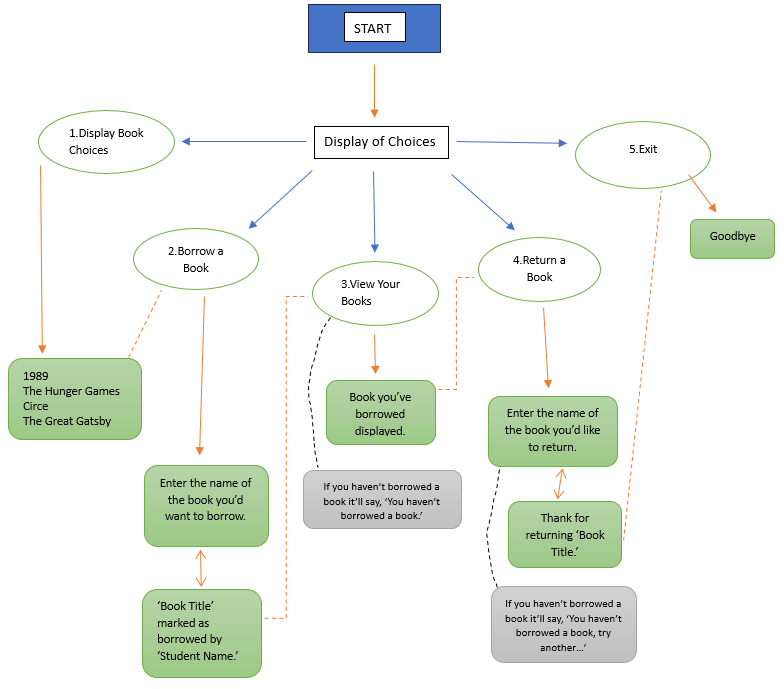 START
Display of Choices
1.Display Book
Choices
5.Exit
Goodbye
2.Borrow a
Book
4.Return a
Book
3.View Your
Books
1989
The Hunger Games
Circe
The Great Gatsby
Book you’ve
borrowed
displayed.
Enter the name of
the book you’d like
to return.
Enter the name of
the book you’d
want to borrow.
If you haven’t borrowed a
book it’ll say, ‘You haven’t
borrowed a book.’
Thank for
returning ‘Book
Title.’
‘Book Title’
marked as
borrowed by
‘Student Name.’
If you haven’t borrowed a
book it’ll say, ‘You haven’t
borrowed a book, try
another...’